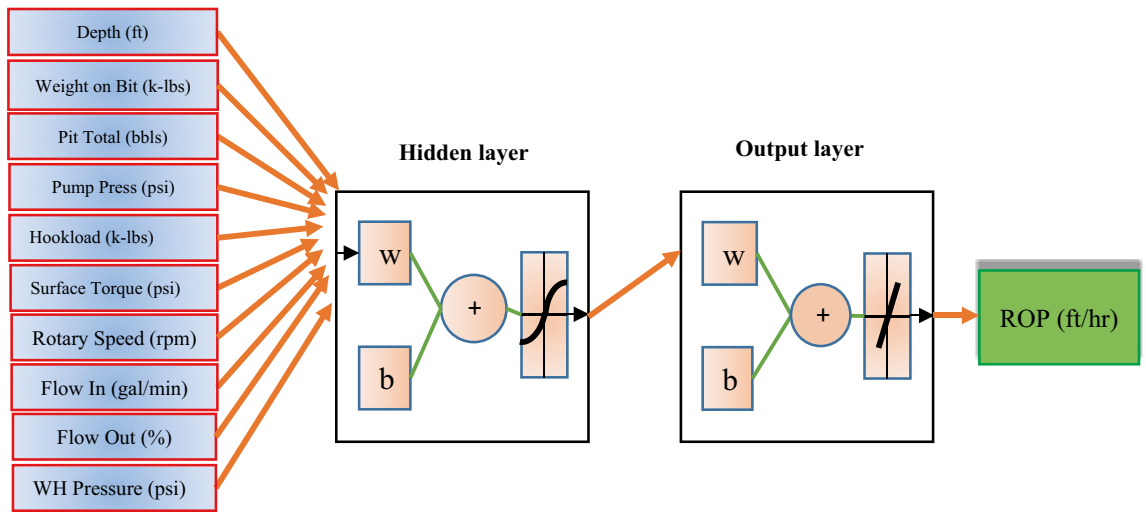 Depth (ft)
Weight on Bit (k-lbs)
Pit Total (bbls)
Pump Press (psi)
Hookload (k-lbs)
Surface Torque (psi)
Rotary Speed (rpm)
Flow In (gal/min)
Flow Out (%)
WH Pressure (psi)
Hidden layer
w
+
b
Output layer
w
+
b
ROP (ft/hr)